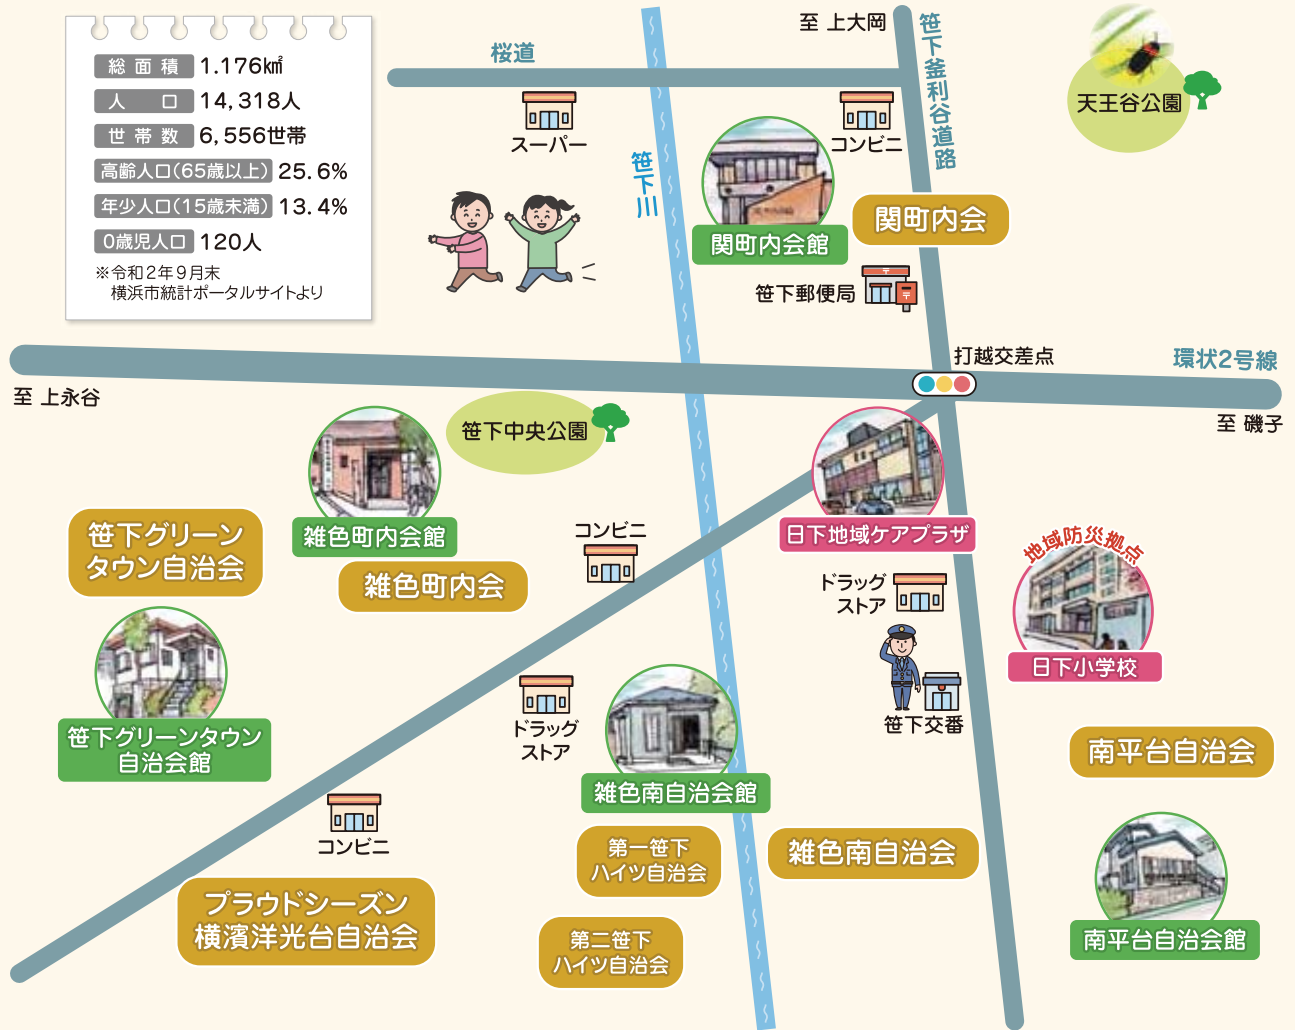 総面積 1.176㎢
人口 14,318人
世帯数 6,556世帯
高齢人口(65歳以上) 25.6%
年少人口(15歳未満) 13.4%
0歳児人口 120人
※令和2年9月末
横浜市統計ポータルサイトより
桜道
スーパー
笹下川
至 上大岡
笹下釜利谷道路
コンビニ
天王谷公園
関町内会館
関町内会
笹下郵便局
打越交差点
環状2号線
至 上永谷
至 磯子
笹下中央公園
雑色町内会館
雑色町内会
笹下グリーン
タウン自治会
笹下グリーンタウン
自治会館
コンビニ
日下地域ケアプラザ
ドラッグ
ストア
地域防災拠点
日下小学校
笹下交番
ドラッグ
ストア
雑色南自治会館
南平台自治会
コンビニ
第一笹下
ハイツ自治会
雑色南自治会
プラウドシーズン
横濱洋光台自治会
第二笹下
ハイツ自治会
南平台自治会館